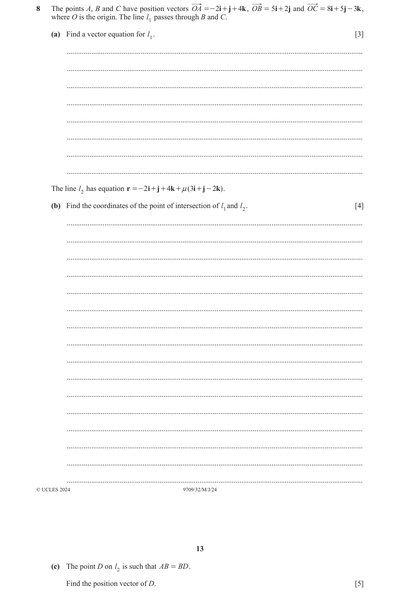 8 The points A, B and C have position vectors $\overrightarrow{OA}$ = −2i + j + 4k, $\overrightarrow{OB}$ = 5i + 2j and $\overrightarrow{OC}$ = 8i + 5j − 3k,
where O is the origin. The line l₁ passes through B and C.
(a) Find a vector equation for l₁. [3]
The line l₂ has equation r = −2i + j + 4k + μ(3i + j − 2k).
(b) Find the coordinates of the point of intersection of l₁ and l₂. [4]
© UCLES 2024 9709/32/M/J/24
13
(c) The point D on l₂ is such that AB = BD.
Find the position vector of D. [5]